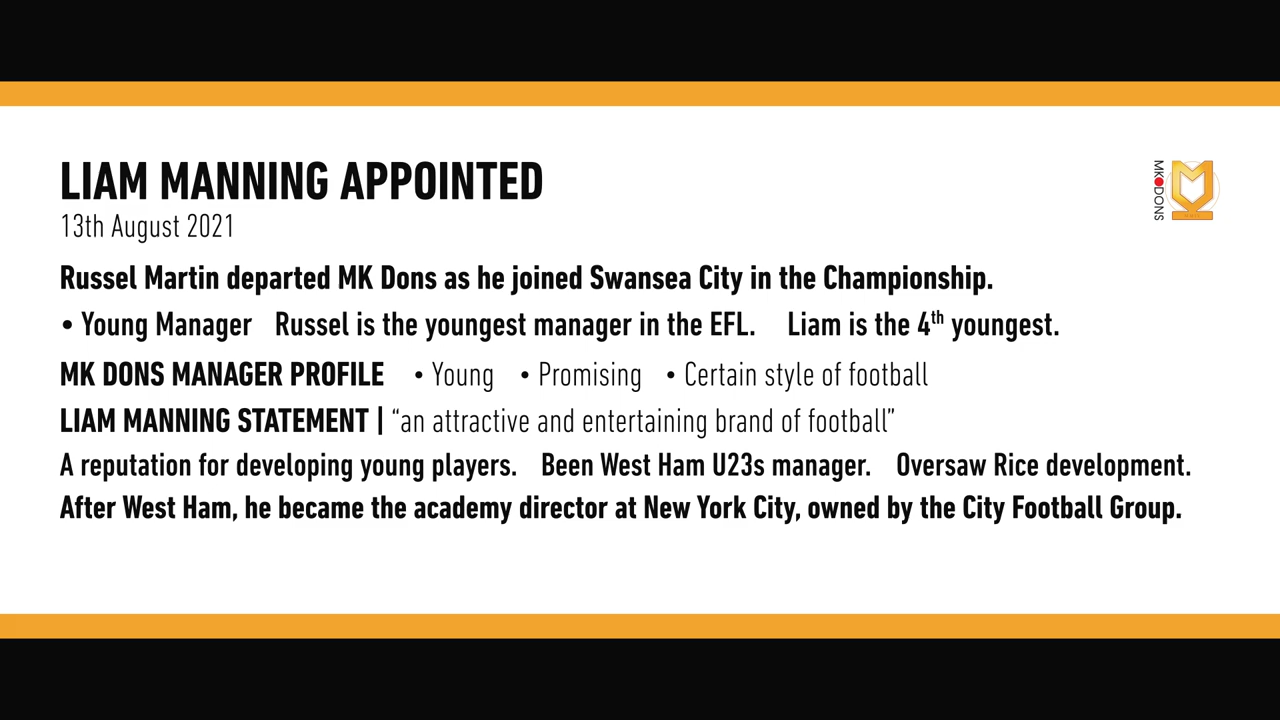 LIAM MANNING APPOINTED
13th August 2021
MK DONS
Russel Martin departed MK Dons as he joined Swansea City in the Championship.
• Young Manager Russel is the youngest manager in the EFL. Liam is the 4th youngest.
MK DONS MANAGER PROFILE • Young • Promising • Certain style of football
LIAM MANNING STATEMENT | “an attractive and entertaining brand of football”
A reputation for developing young players. Been West Ham U23s manager. Oversaw Rice development.
After West Ham, he became the academy director at New York City, owned by the City Football Group.